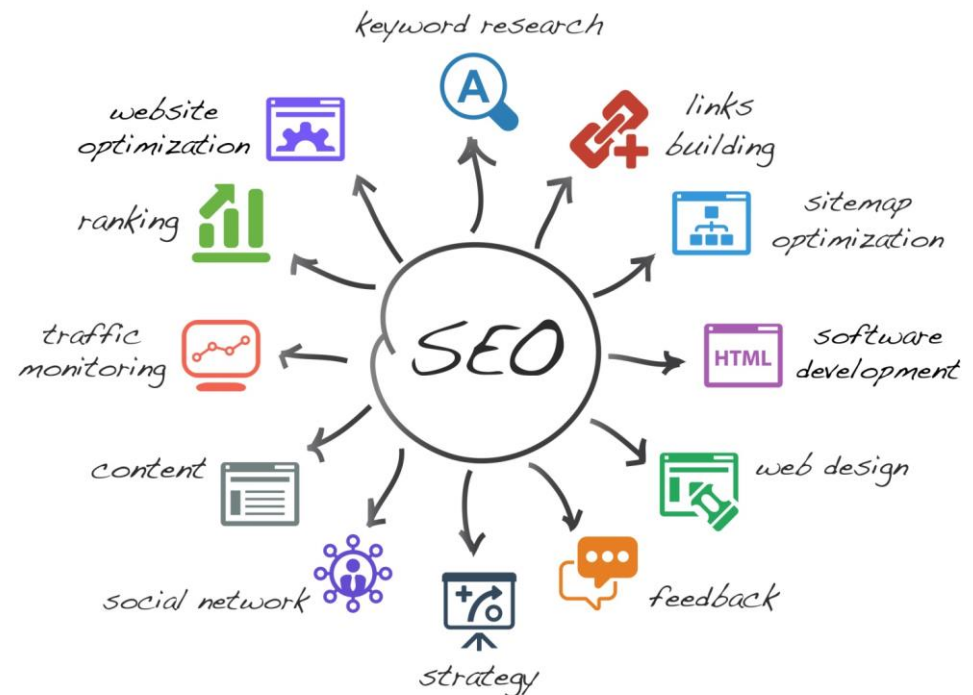 keyword research
A
links
building
website
optimization
sitemap
optimization
ranking
SEO
traffic
monitoring
HTML
software
development
content
web design
social network
feedback
strategy